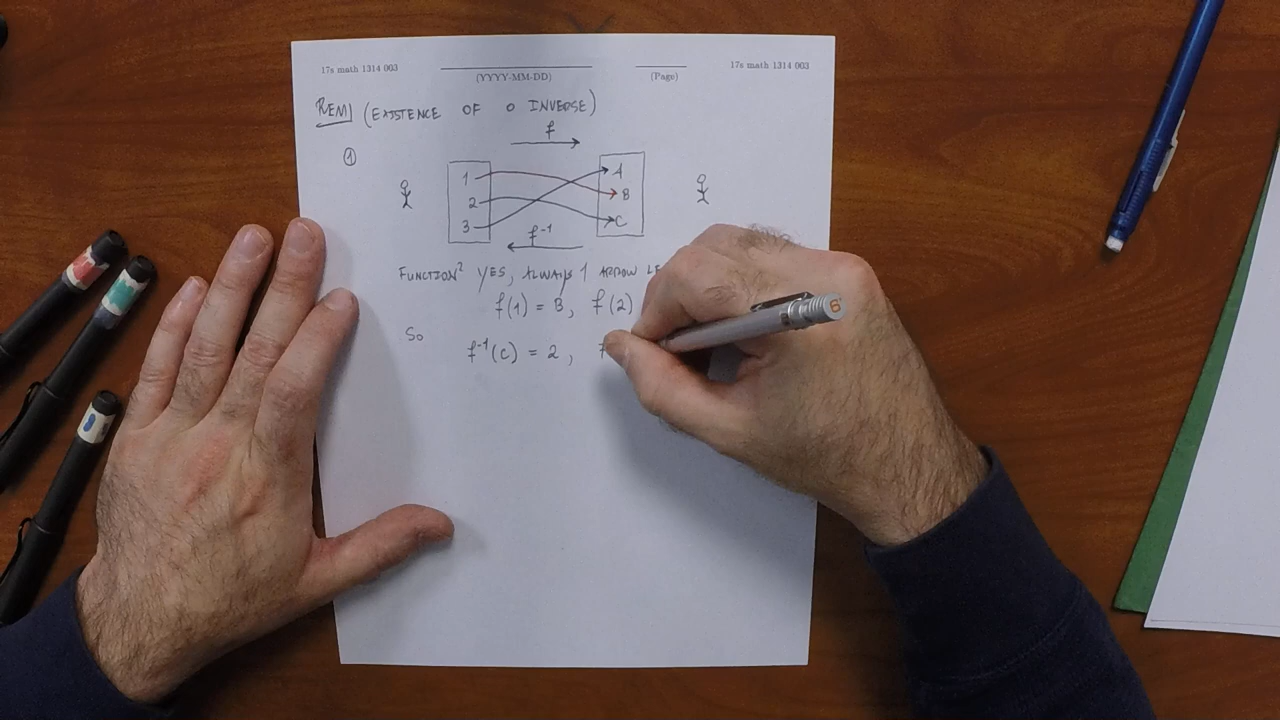 17s math 1314 003 (YYYY-MM-DD) (Page) 17s math 1314 003
REM) (EXISTENCE OF o INVERSE)
f
①
1 A
2 B
3 C
f⁻¹
FUNCTION? YES, ALWAYS 1 ARROW LE
f(1) = B, f(2)
So
f⁻¹(C) = 2,